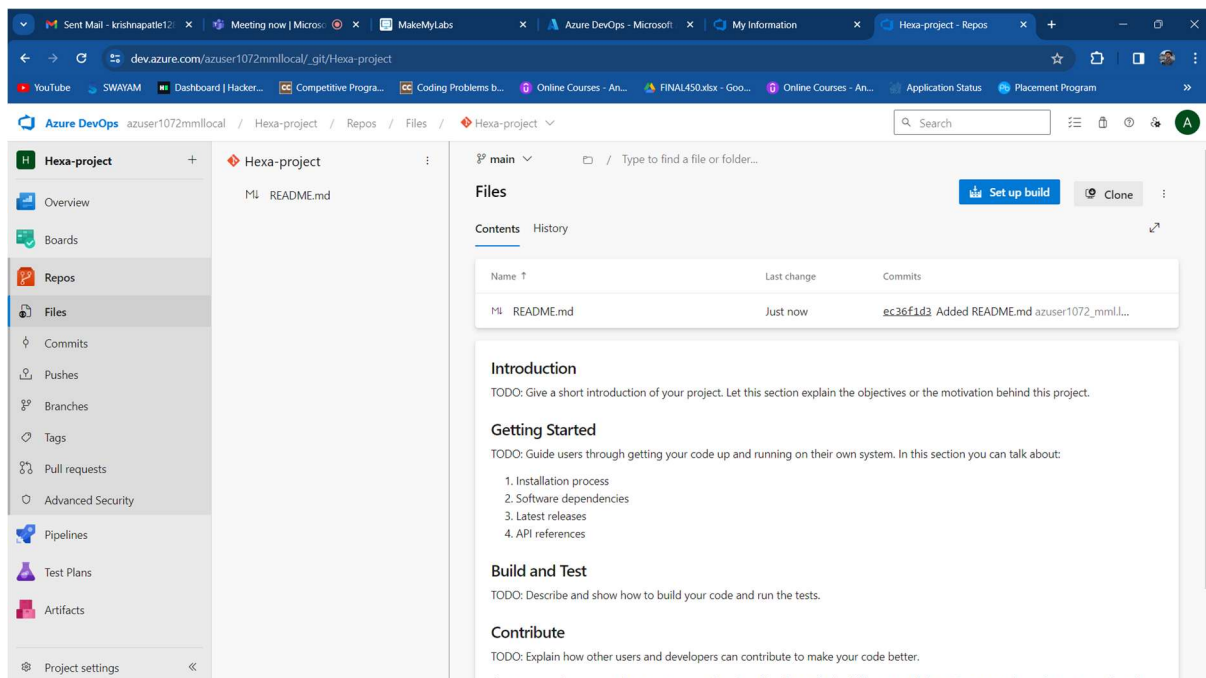 Sent Mail - krishnapatle12
Meeting now | Microso
MakeMyLabs
Azure DevOps - Microsoft
My Information
Hexa-project - Repos
dev.azure.com/azuser1072mmllocal/_git/Hexa-project
YouTube
SWAYAM
Dashboard | Hacker...
Competitive Progra...
Coding Problems b...
Online Courses - An...
FINAL450.xlsx - Goo...
Online Courses - An...
Application Status
Placement Program
Azure DevOps azuser1072mmllocal / Hexa-project / Repos / Files / Hexa-project
Search
A
H Hexa-project
Overview
Boards
Repos
Files
Commits
Pushes
Branches
Tags
Pull requests
Advanced Security
Pipelines
Test Plans
Artifacts
Project settings
Hexa-project
M↓ README.md
main
/ Type to find a file or folder...
Files
Set up build
Clone
Contents History
Name ↑ Last change Commits
M↓ README.md Just now ec36f1d3 Added README.md azuser1072_mml.l...
Introduction
TODO: Give a short introduction of your project. Let this section explain the objectives or the motivation behind this project.
Getting Started
TODO: Guide users through getting your code up and running on their own system. In this section you can talk about:
1. Installation process
2. Software dependencies
3. Latest releases
4. API references
Build and Test
TODO: Describe and show how to build your code and run the tests.
Contribute
TODO: Explain how other users and developers can contribute to make your code better.